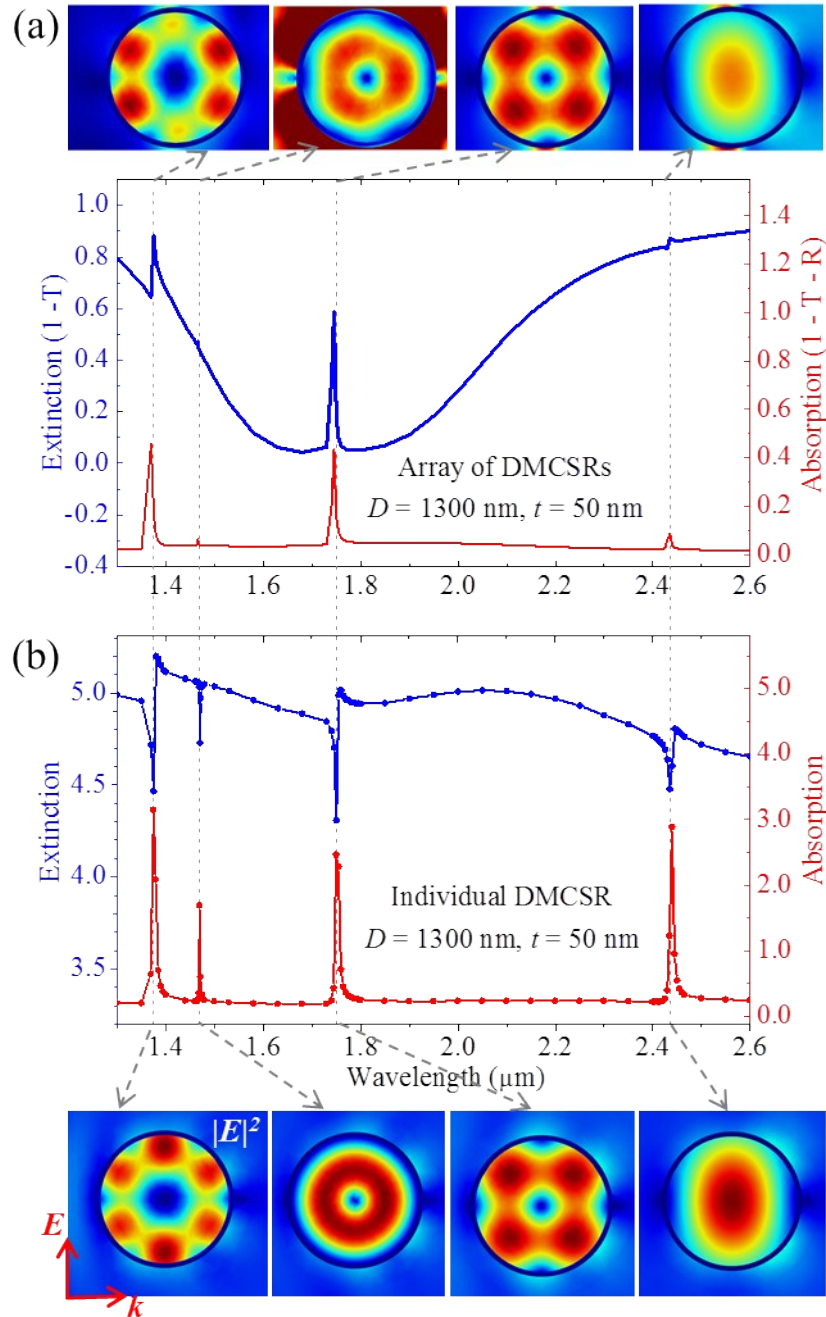 (a)
1.0
0.8
0.6
0.4
0.2
0.0
-0.2
-0.4
Extinction (1 -T)
1.4
1.2
1.0
0.8
0.6
0.4
0.2
0.0
Absorption (1 - T - R)
Array of DMCSRs
D = 1300 nm, t = 50 nm
1.4 1.6 1.8 2.0 2.2 2.4 2.6
(b)
5.0
4.5
4.0
3.5
Extinction
5.0
4.0
3.0
2.0
1.0
0.0
Absorption
Individual DMCSR
D = 1300 nm, t = 50 nm
1.4 1.6 1.8 2.0 2.2 2.4 2.6
Wavelength (µm)
|E|²
E
k